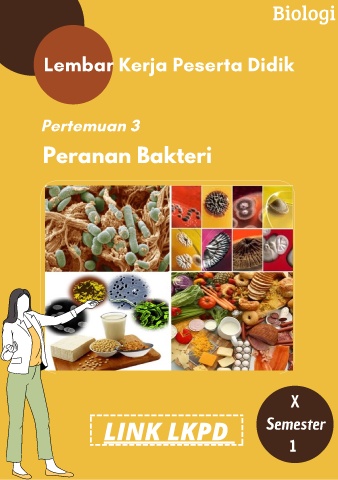 Biologi
Lembar Kerja Peserta Didik
Pertemuan 3
Peranan Bakteri
LINK LKPD
X
Semester
1